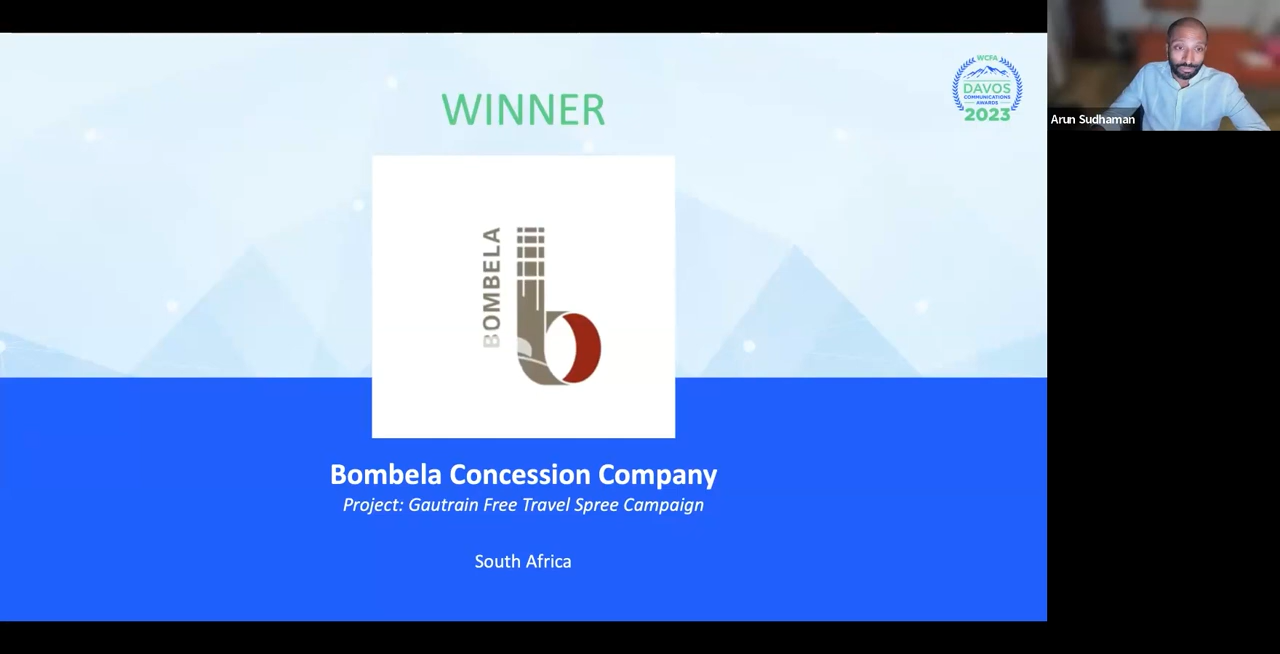 WINNER
WCFA
DAVOS
COMMUNICATIONS
AWARDS
2023
Arun Sudhaman
BOMBELA
Bombela Concession Company
Project: Gautrain Free Travel Spree Campaign
South Africa